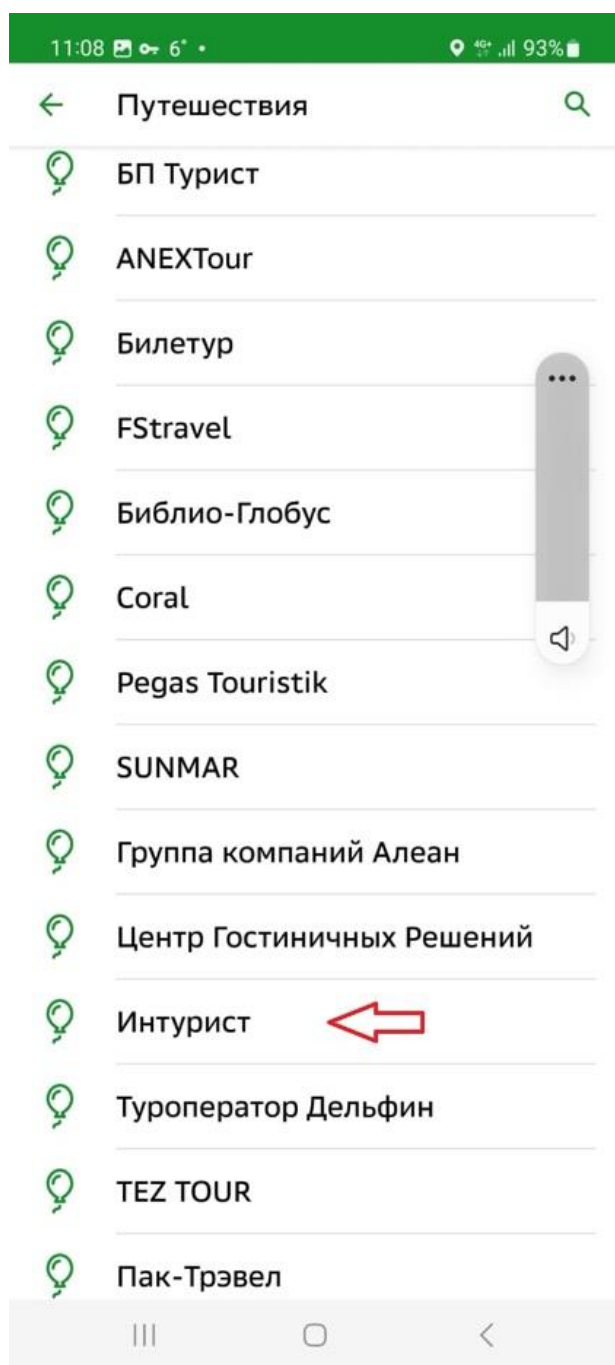 11:08 6° • 4G+ 93%
Путешествия
БП Турист
ANEXTour
Билетур
FStravel
Библио-Глобус
Coral
Pegas Touristik
SUNMAR
Группа компаний Алеан
Центр Гостиничных Решений
Интурист
Туроператор Дельфин
TEZ TOUR
Пак-Трэвел